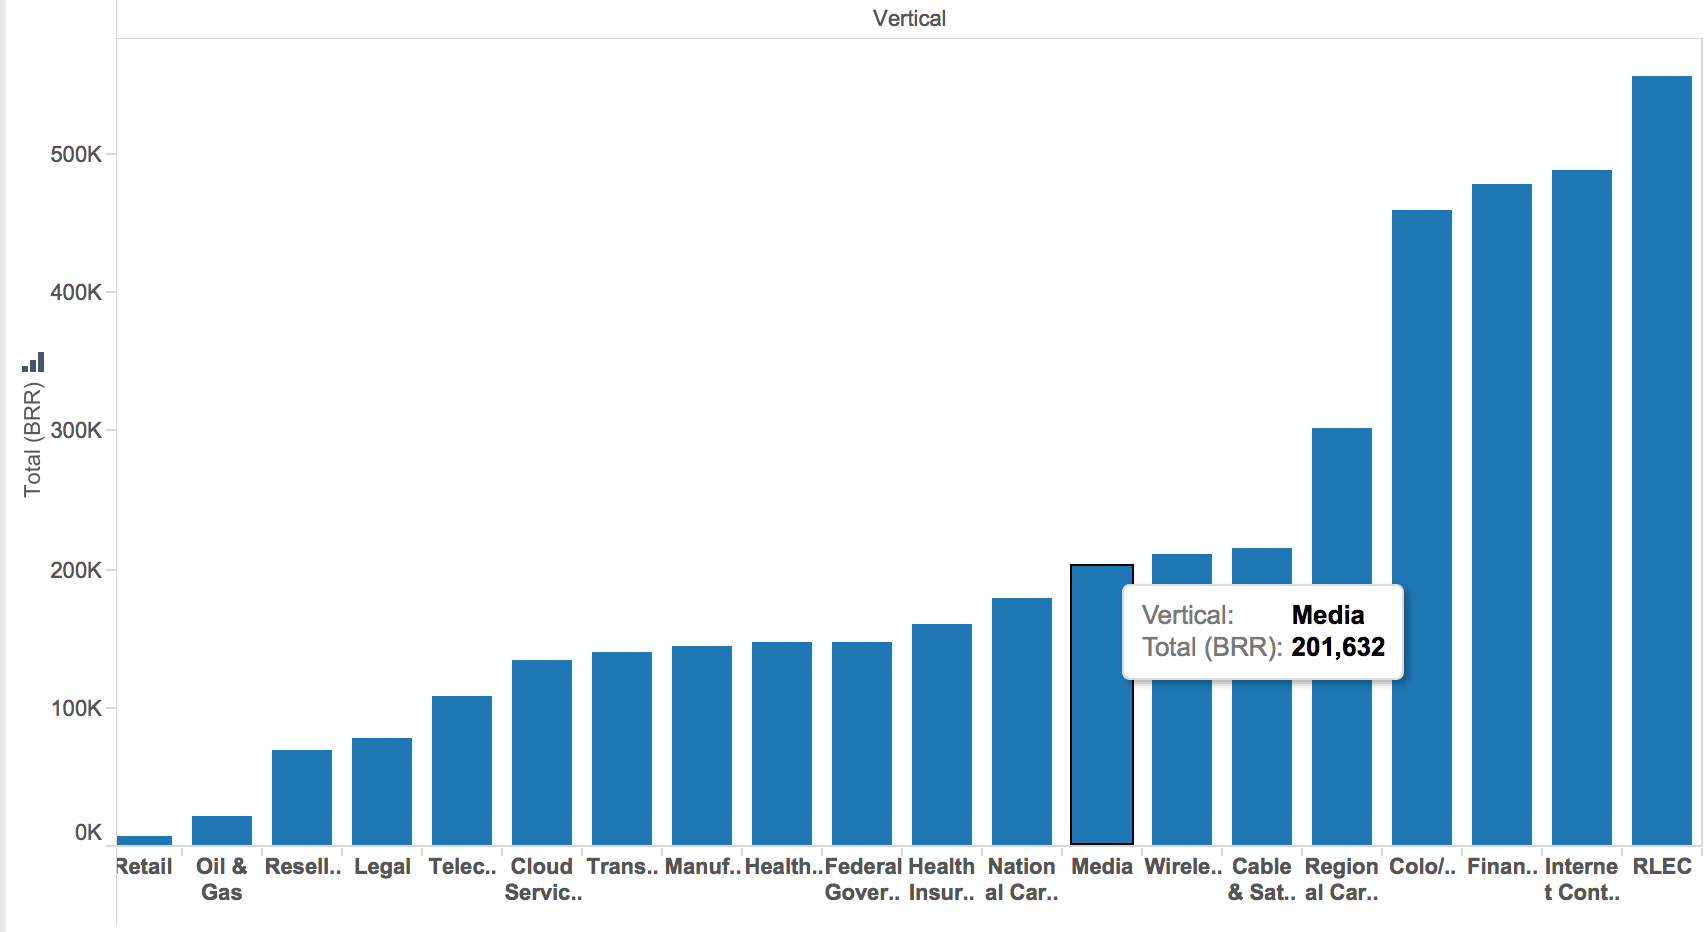 Vertical
500K
400K
300K
200K
100K
0K
Total (BRR)
Vertical: Media
Total (BRR): 201,632
Retail
Oil &
Gas
Resell..
Legal
Telec..
Cloud
Servic..
Trans..
Manuf..
Health..
Federal
Gover..
Health
Insur..
Nation
al Car..
Media
Wirele..
Cable
& Sat..
Region
al Car..
Colo/..
Finan..
Interne
t Cont..
RLEC